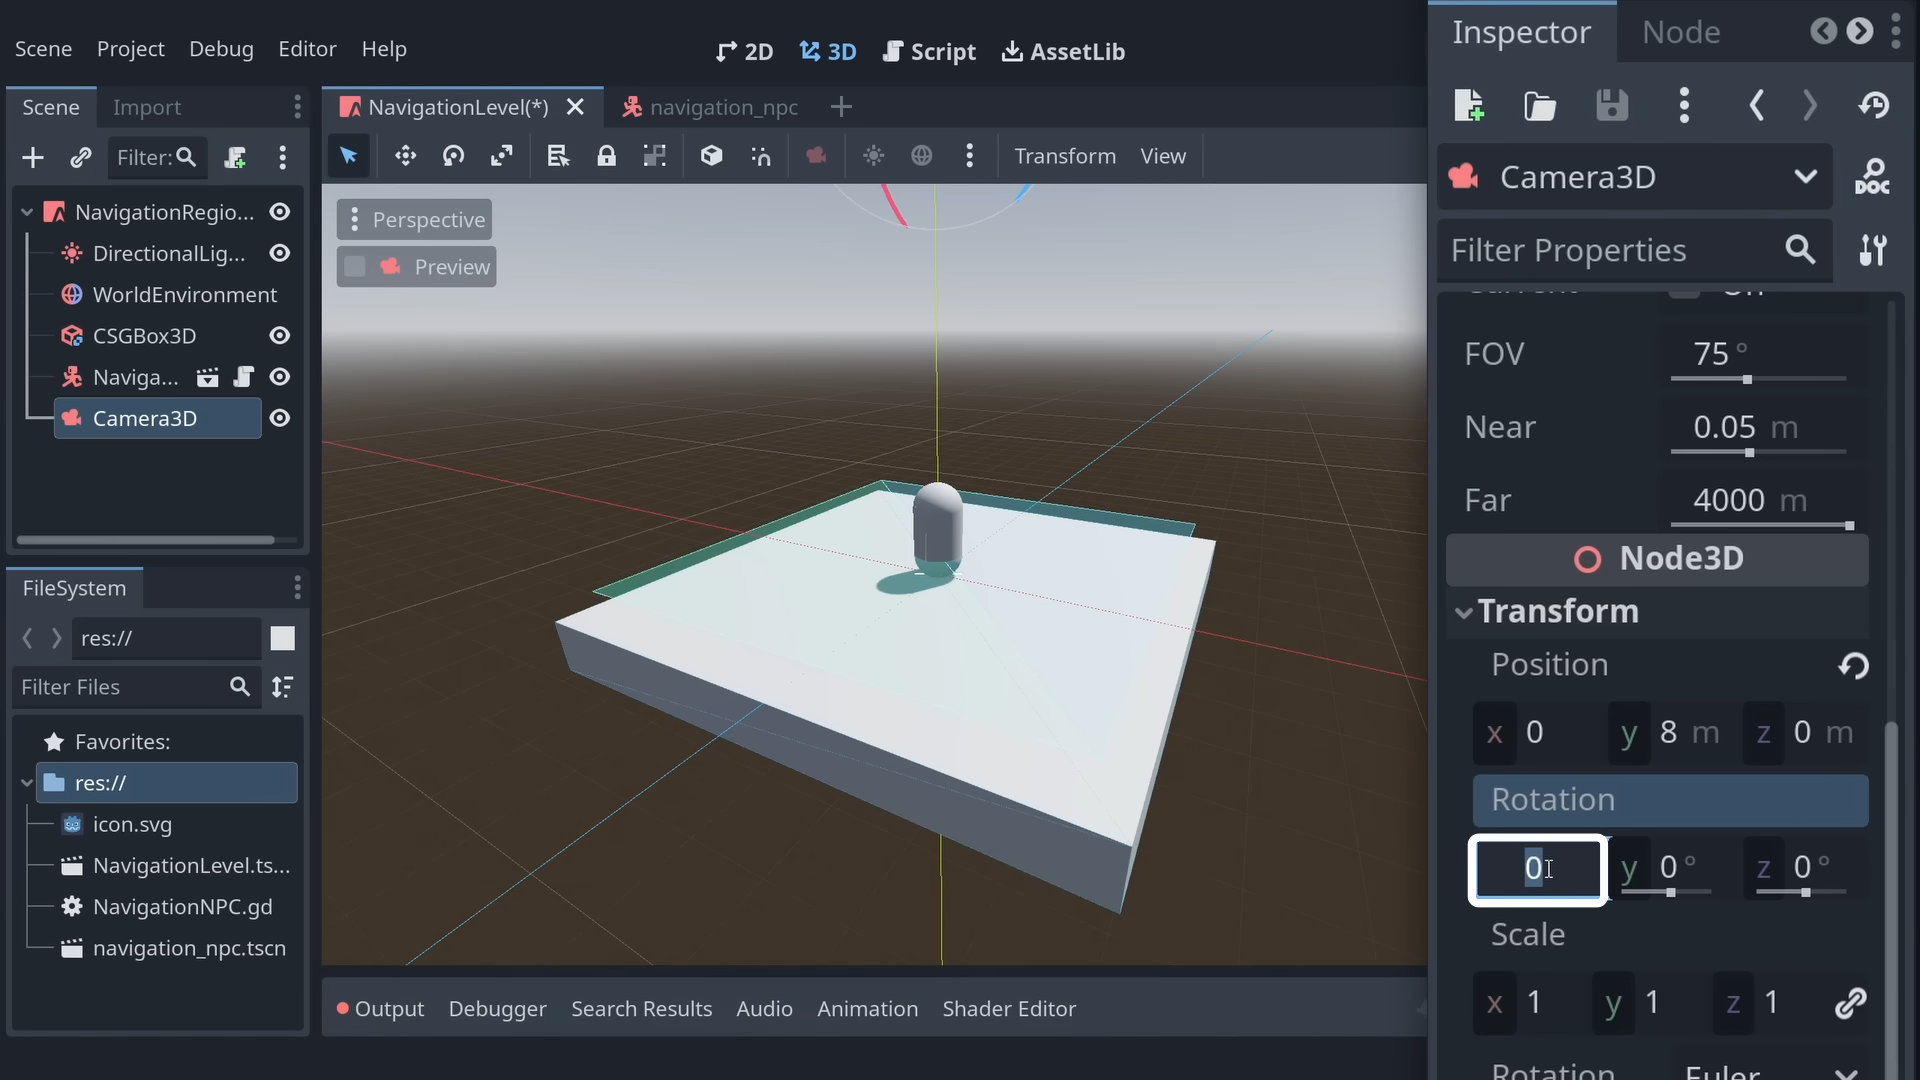 Scene Project Debug Editor Help
2D 3D Script AssetLib
Scene Import
Filter:
NavigationRegio...
DirectionalLig...
WorldEnvironment
CSGBox3D
Naviga...
Camera3D
FileSystem
res://
Filter Files
Favorites:
res://
icon.svg
NavigationLevel.ts...
NavigationNPC.gd
navigation_npc.tscn
NavigationLevel(*) navigation_npc
Transform View
Perspective
Preview
Output Debugger Search Results Audio Animation Shader Editor
Inspector Node
DOC
Camera3D
Filter Properties
FOV 75 °
Near 0.05 m
Far 4000 m
Node3D
Transform
Position
x 0 y 8 m z 0 m
Rotation
0 y 0 ° z 0 °
Scale
x 1 y 1 z 1
Rotation Euler